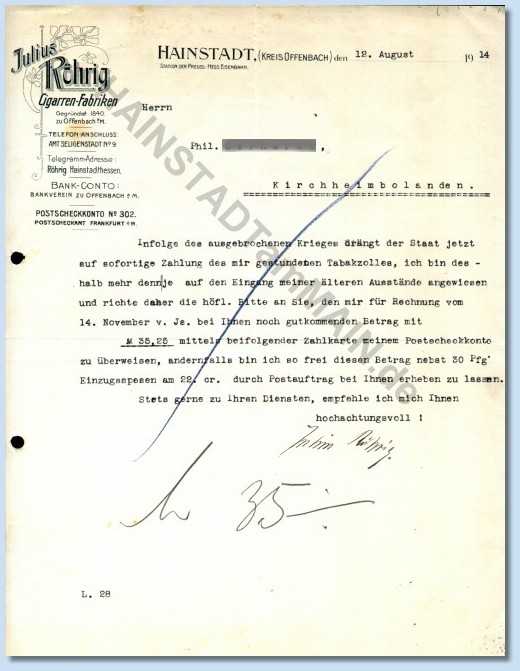 Julius
Röhrig
Cigarren-Fabriken
Gegründet 1840.
zu Offenbach a/M.
TELEFON-ANSCHLUSS:
AMT SELIGENSTADT Nº 9.
Telegramm-Adresse:
Röhrig Hainstadthessen.
BANK-CONTO:
BANKVEREIN ZU OFFENBACH a/M.
POSTSCHECKKONTO NO 302.
POSTSCHECKAMT FRANKFURT a/M.
HAINSTADT, (KREIS OFFENBACH) den 12. August 1914
STATION DER PREUSS.-HESS. EISENBAHN.
Herrn
Phil. ,
Kirchheimbolanden.
Infolge des ausgebrochenen Krieges drängt der Staat jetzt
auf sofortige Zahlung des mir gestundeten Tabakzolles, ich bin des -
halb mehr dennje auf den Eingang meiner älteren Ausstände angewiesen
und richte daher die höfl. Bitte an Sie, den mir für Rechnung vom
14. November v. Js. bei Ihnen noch gutkommenden Betrag mit
M 35,25 mittels beifolgender Zahlkarte meinem Postscheckkonto
zu überweisen, andernfalls bin ich so frei diesen Betrag nebst 30 Pfg
Einzugsspesen am 22. cr. durch Postauftrag bei Ihnen erheben zu lassen.
Stets gerne zu Ihren Diensten, empfehle ich mich Ihnen
hochachtungsvoll !
Julius Röhrig.
35.-
L. 28
HAINSTADTamMAIN.de